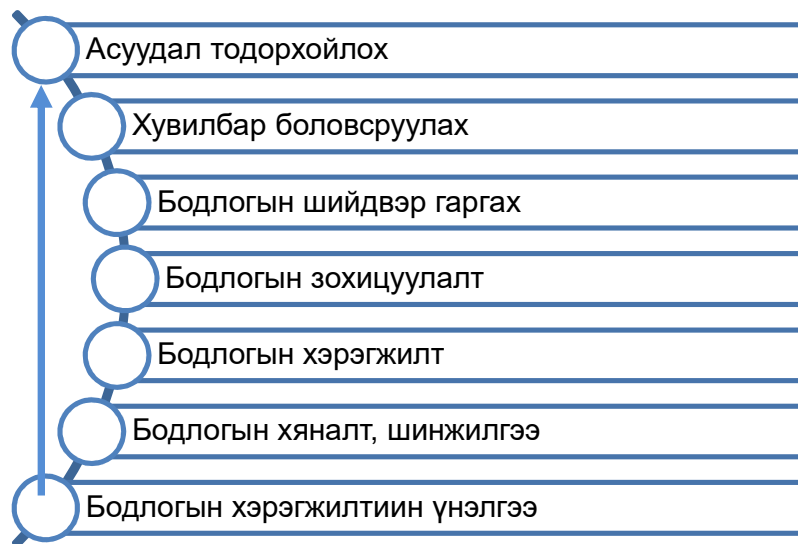 Асуудал тодорхойлох
Хувилбар боловсруулах
Бодлогын шийдвэр гаргах
Бодлогын зохицуулалт
Бодлогын хэрэгжилт
Бодлогын хяналт, шинжилгээ
Бодлогын хэрэгжилтиин үнэлгээ